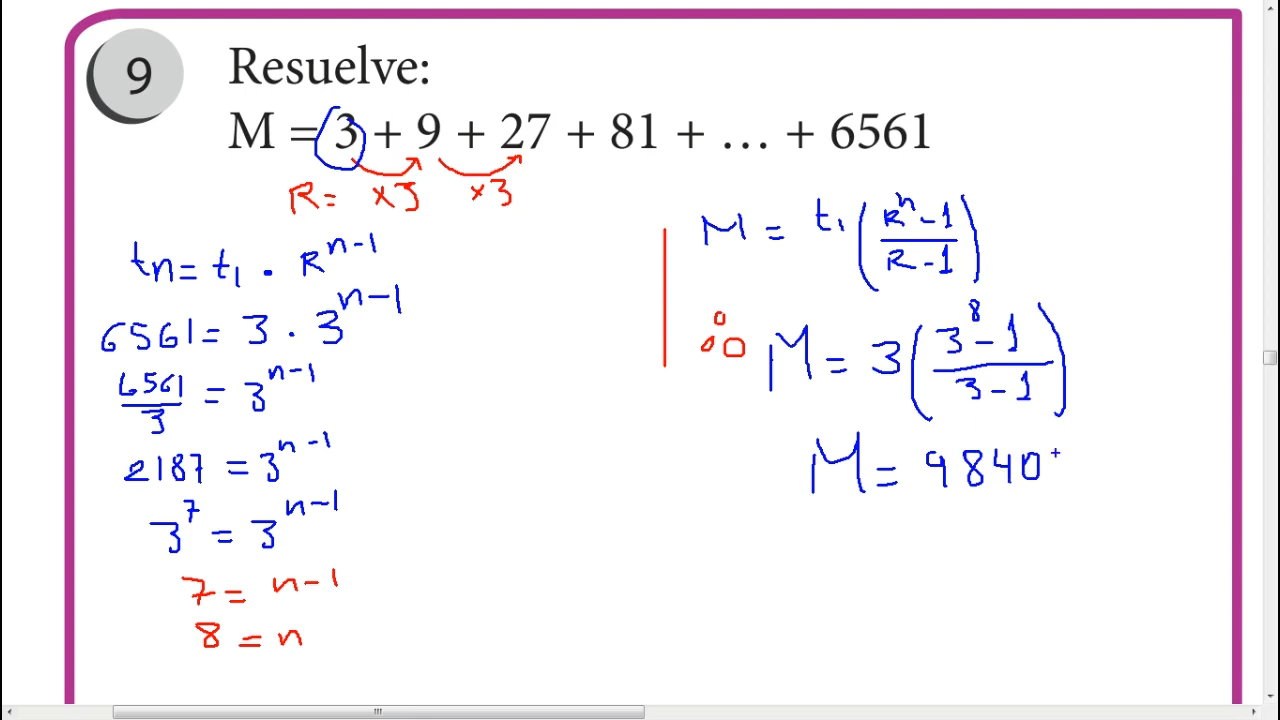 9
Resuelve:
M = 3 + 9 + 27 + 81 + … + 6561
R = ×3 ×3
tn = t₁ · R^(n-1)
6561 = 3 · 3^(n-1)
6561/3 = 3^(n-1)
2187 = 3^(n-1)
3^7 = 3^(n-1)
7 = n-1
8 = n
M = t₁ ((R^n - 1)/(R - 1))
∴ M = 3 ((3^8 - 1)/(3 - 1))
M = 9840